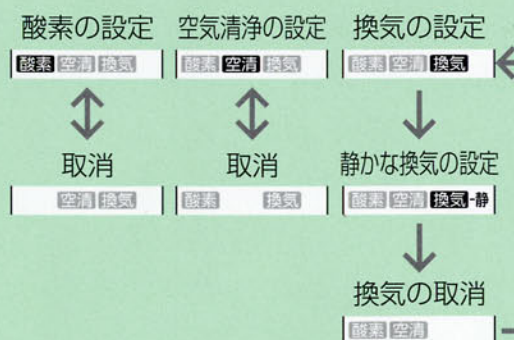 酸素の設定 空気清浄の設定 換気の設定
酸素 空清 換気 酸素 空清 換気 酸素 空清 換気
取消 取消 静かな換気の設定
空清 換気 酸素 換気 酸素 空清 換気-静
換気の取消
酸素 空清